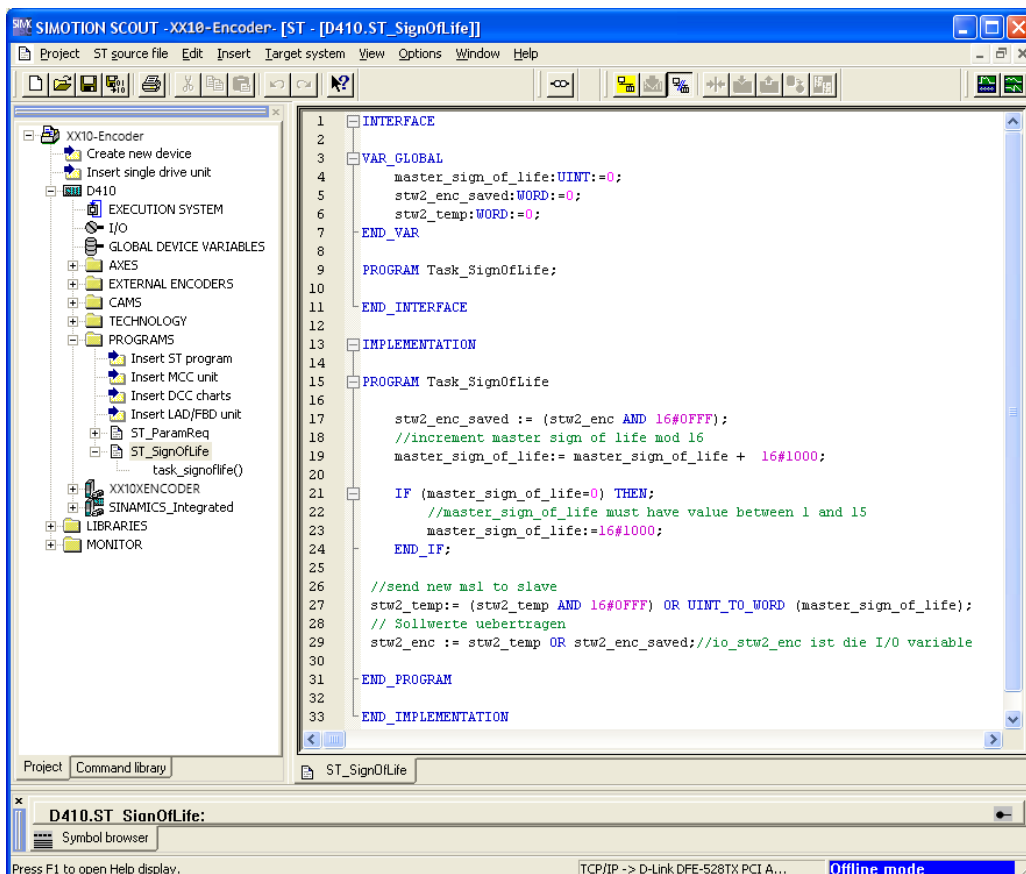 SIMOTION SCOUT -XX10-Encoder- [ST - [D410.ST_SignOfLife]]
Project ST source file Edit Insert Target system View Options Window Help
XX10-Encoder
Create new device
Insert single drive unit
D410
EXECUTION SYSTEM
I/O
GLOBAL DEVICE VARIABLES
AXES
EXTERNAL ENCODERS
CAMS
TECHNOLOGY
PROGRAMS
Insert ST program
Insert MCC unit
Insert DCC charts
Insert LAD/FBD unit
ST_ParamReq
ST_SignOfLife
task_signoflife()
XX10XENCODER
SINAMICS_Integrated
LIBRARIES
MONITOR
Project Command library
1 INTERFACE
2
3 VAR_GLOBAL
4 master_sign_of_life:UINT:=0;
5 stw2_enc_saved:WORD:=0;
6 stw2_temp:WORD:=0;
7 END_VAR
8
9 PROGRAM Task_SignOfLife;
10
11 END_INTERFACE
12
13 IMPLEMENTATION
14
15 PROGRAM Task_SignOfLife
16
17 stw2_enc_saved := (stw2_enc AND 16#0FFF);
18 //increment master sign of life mod 16
19 master_sign_of_life:= master_sign_of_life + 16#1000;
20
21 IF (master_sign_of_life=0) THEN;
22 //master_sign_of_life must have value between 1 and 15
23 master_sign_of_life:=16#1000;
24 END_IF;
25
26 //send new msl to slave
27 stw2_temp:= (stw2_temp AND 16#0FFF) OR UINT_TO_WORD (master_sign_of_life);
28 // Sollwerte uebertragen
29 stw2_enc := stw2_temp OR stw2_enc_saved;//io_stw2_enc ist die I/O variable
30
31 END_PROGRAM
32
33 END_IMPLEMENTATION
ST_SignOfLife
D410.ST_SignOfLife:
Symbol browser
Press F1 to open Help display.
TCP/IP -> D-Link DFE-528TX PCI A...
Offline mode